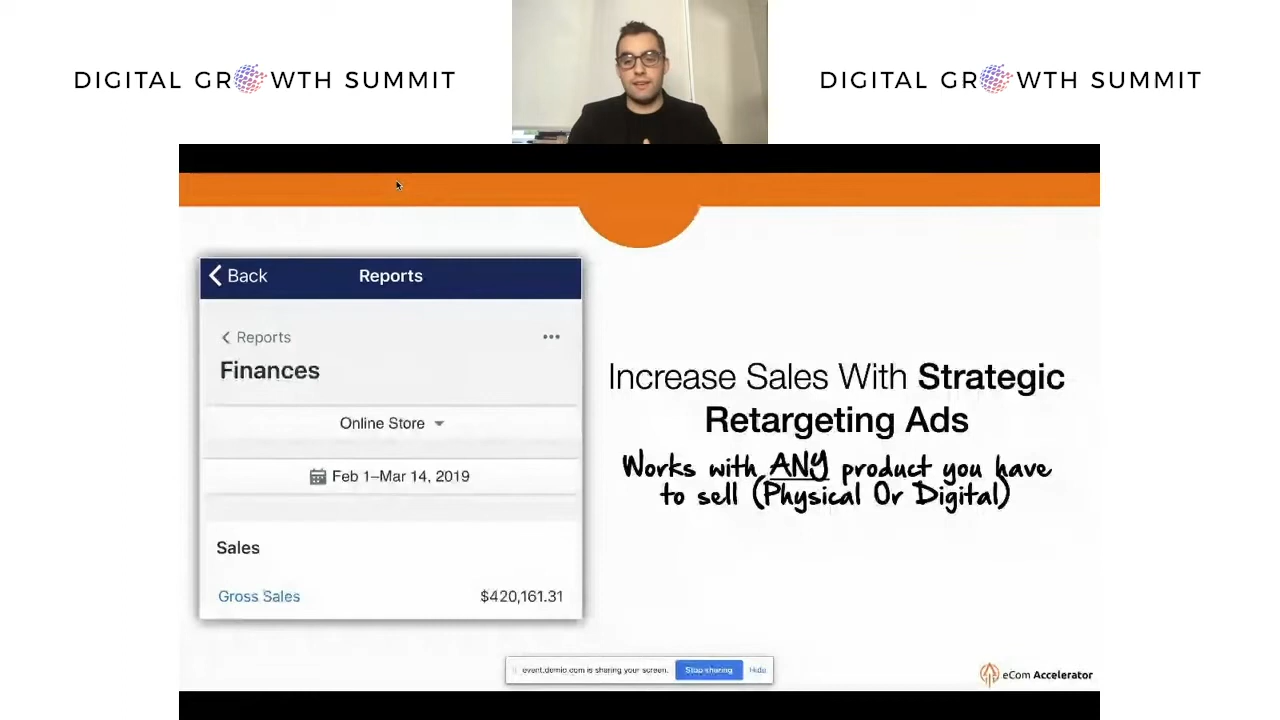 DIGITAL GROWTH SUMMIT
DIGITAL GROWTH SUMMIT
Back
Reports
Reports
Finances
Online Store
Feb 1–Mar 14, 2019
Sales
Gross Sales
$420,161.31
Increase Sales With Strategic
Retargeting Ads
Works with ANY product you have
to sell (Physical Or Digital)
event.demio.com is sharing your screen.
Stop sharing
Hide
eCom Accelerator